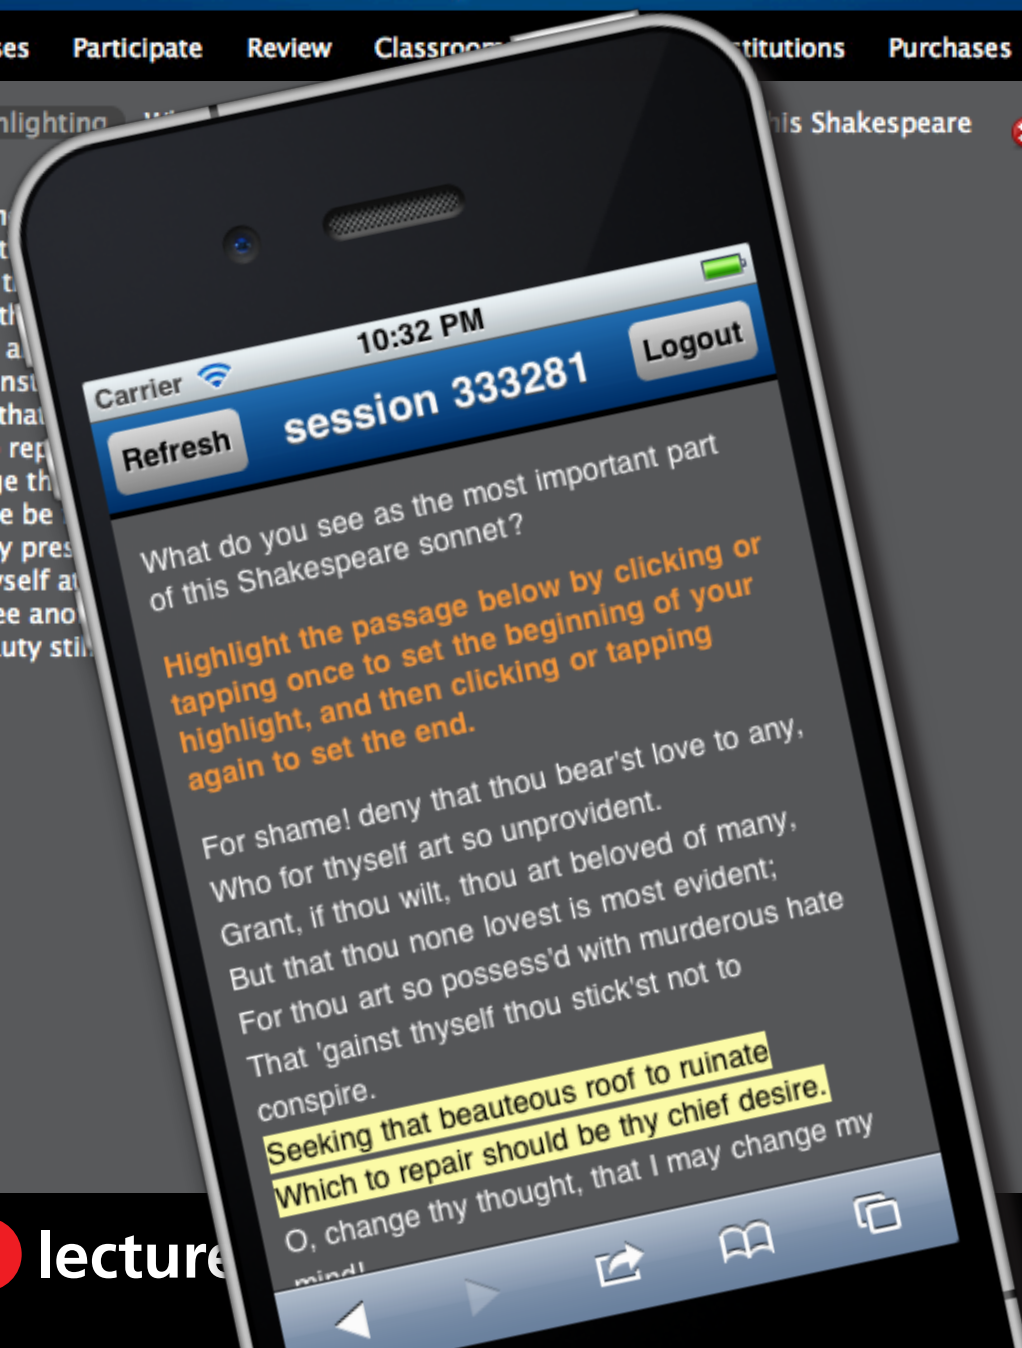 Participate Review Classroom Purchases
Shakespeare
Carrier 10:32 PM
Refresh session 333281 Logout
What do you see as the most important part
of this Shakespeare sonnet?
Highlight the passage below by clicking or
tapping once to set the beginning of your
highlight, and then clicking or tapping
again to set the end.
For shame! deny that thou bear'st love to any,
Who for thyself art so unprovident.
Grant, if thou wilt, thou art beloved of many,
But that thou none lovest is most evident;
For thou art so possess'd with murderous hate
That 'gainst thyself thou stick'st not to
conspire.
Seeking that beauteous roof to ruinate
Which to repair should be thy chief desire.
O, change thy thought, that I may change my
mind!
that
be
lecture